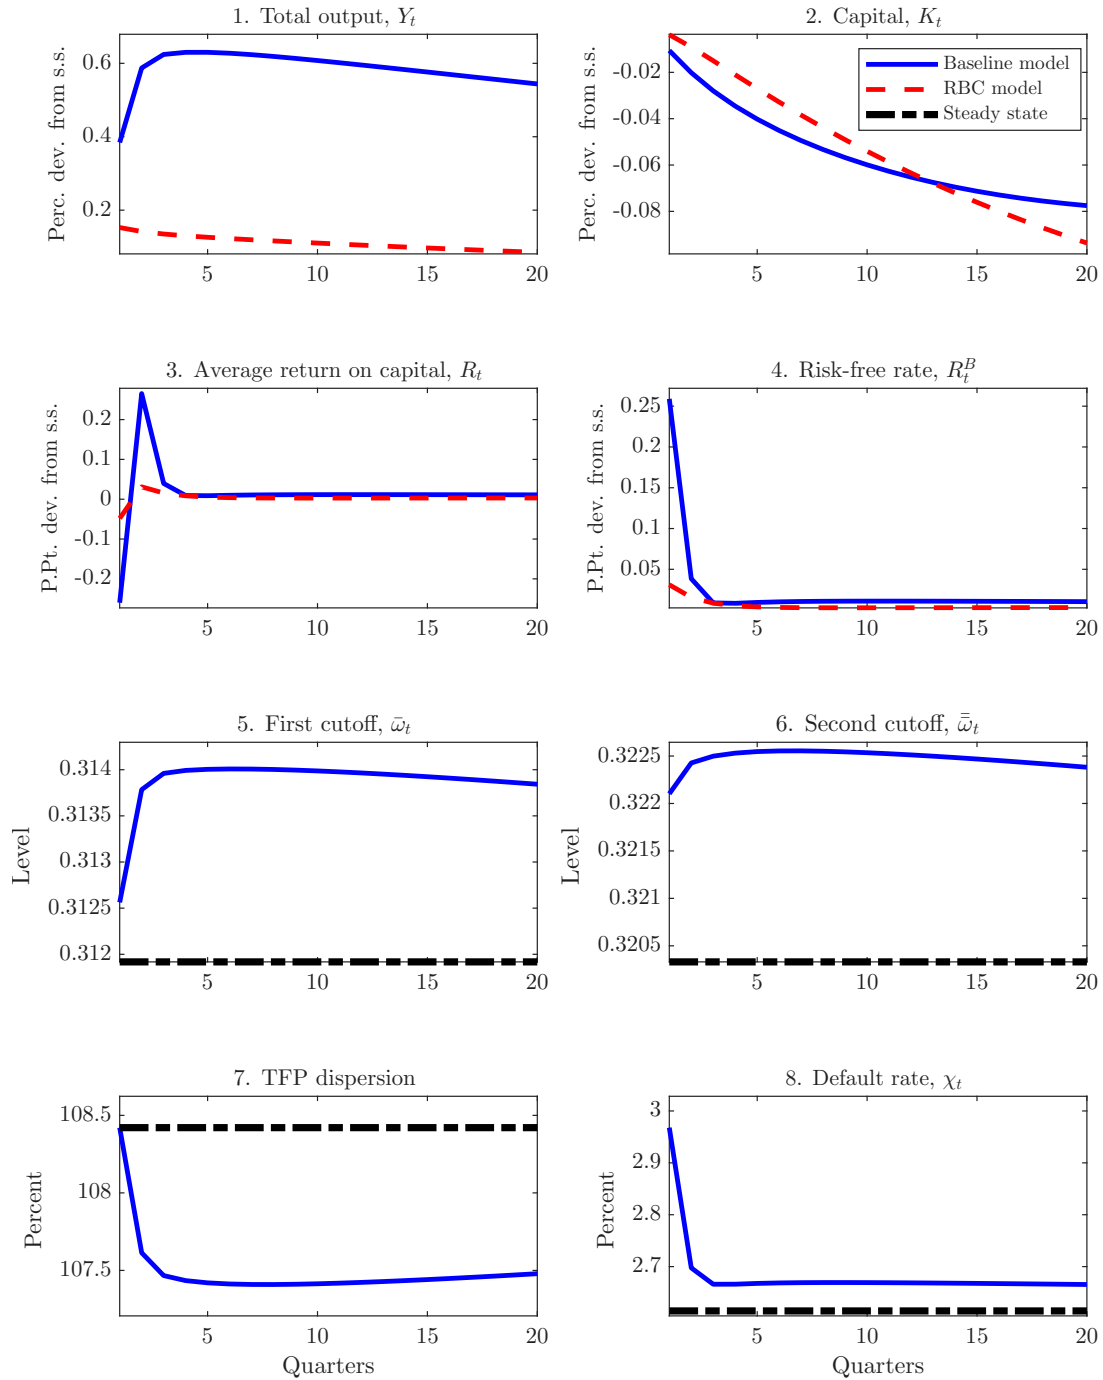 1. Total output, Y_t
Perc. dev. from s.s.
0.6
0.4
0.2
5 10 15 20
2. Capital, K_t
Perc. dev. from s.s.
-0.02
-0.04
-0.06
-0.08
5 10 15 20
Baseline model
RBC model
Steady state
3. Average return on capital, R_t
P.Pt. dev. from s.s.
0.2
0.1
0
-0.1
-0.2
5 10 15 20
4. Risk-free rate, R_t^B
P.Pt. dev. from s.s.
0.25
0.2
0.15
0.1
0.05
5 10 15 20
5. First cutoff, ω̄_t
Level
0.314
0.3135
0.313
0.3125
0.312
5 10 15 20
6. Second cutoff, ω̿_t
Level
0.3225
0.322
0.3215
0.321
0.3205
5 10 15 20
7. TFP dispersion
Percent
108.5
108
107.5
5 10 15 20
Quarters
8. Default rate, χ_t
Percent
3
2.9
2.8
2.7
5 10 15 20
Quarters